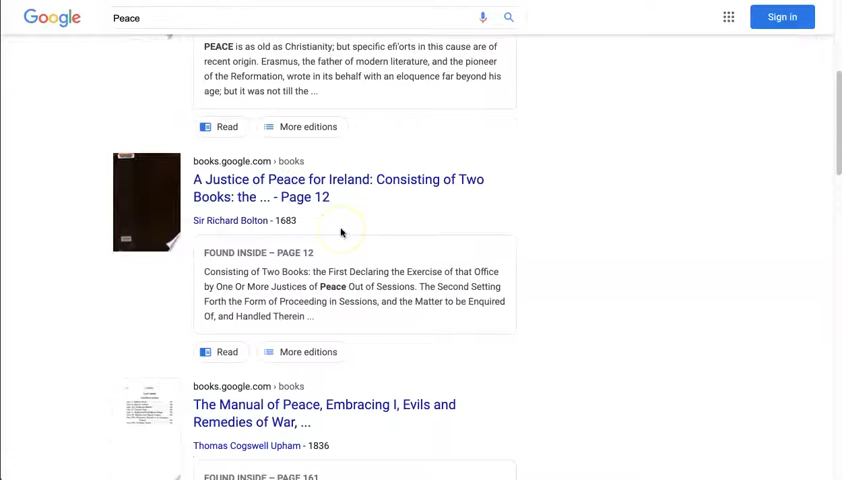 Google
Peace
Sign in
PEACE is as old as Christianity; but specific efi'orts in this cause are of
recent origin. Erasmus, the father of modern literature, and the pioneer
of the Reformation, wrote in its behalf with an eloquence far beyond his
age; but it was not till the ...
Read
More editions
books.google.com › books
A Justice of Peace for Ireland: Consisting of Two
Books: the ... - Page 12
Sir Richard Bolton - 1683
FOUND INSIDE – PAGE 12
Consisting of Two Books: the First Declaring the Exercise of that Office
by One Or More Justices of Peace Out of Sessions. The Second Setting
Forth the Form of Proceeding in Sessions, and the Matter to be Enquired
Of, and Handled Therein ...
Read
More editions
books.google.com › books
The Manual of Peace, Embracing I, Evils and
Remedies of War, ...
Thomas Cogswell Upham - 1836
FOUND INSIDE – PAGE 161